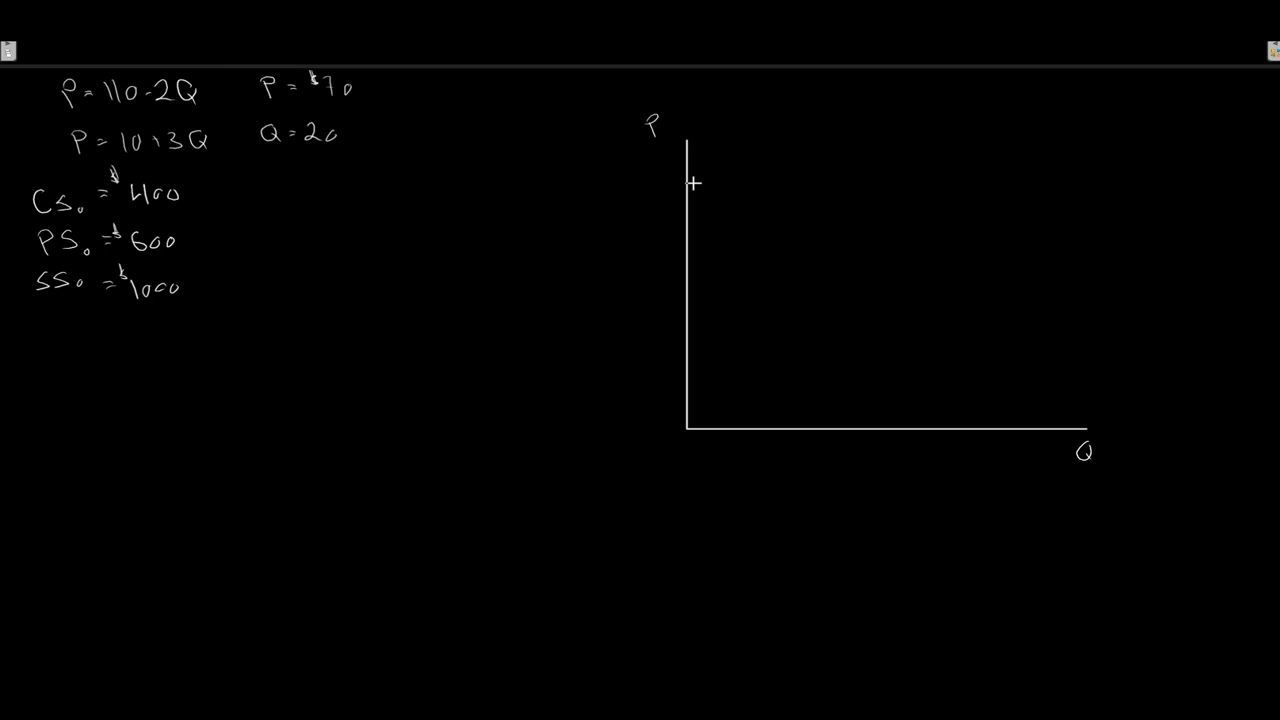 P = 110 - 2Q
P = $70
P = 10 + 3Q
Q = 20
CS₀ = $400
PS₀ = $600
SS₀ = $1000
P
Q